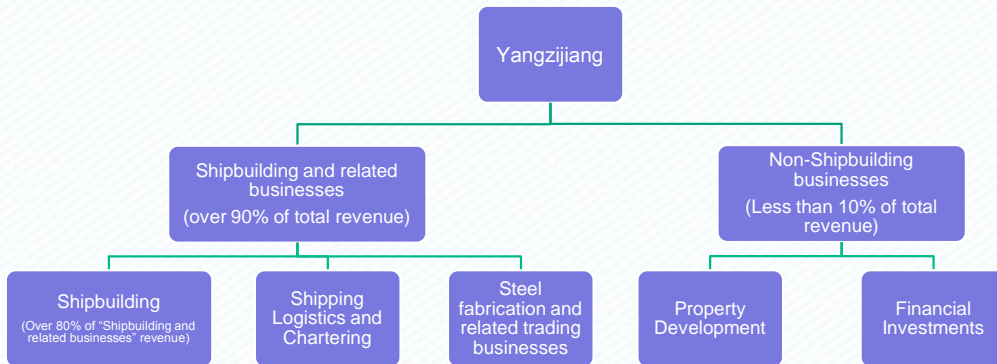 Yangzijiang
Shipbuilding and related
businesses
(over 90% of total revenue)
Non-Shipbuilding
businesses
(Less than 10% of total
revenue)
Shipbuilding
(Over 80% of “Shipbuilding and
related businesses” revenue)
Shipping
Logistics and
Chartering
Steel
fabrication and
related trading
businesses
Property
Development
Financial
Investments